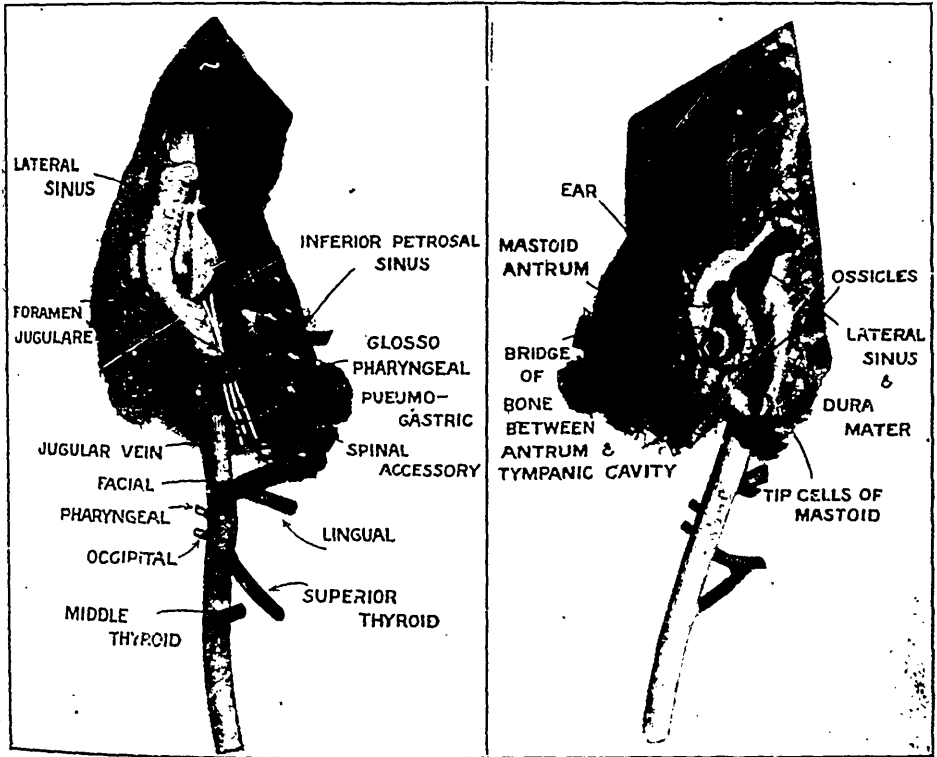 LATERAL
SINUS
INFERIOR PETROSAL
SINUS
FORAMEN
JUGULARE
GLOSSO
PHARYNGEAL
PUEUMO-
GASTRIC
JUGULAR VEIN
SPINAL
ACCESSORY
FACIAL
PHARYNGEAL
LINGUAL
OCCIPITAL
SUPERIOR
THYROID
MIDDLE
THYROID
EAR
MASTOID
ANTRUM
OSSICLES
BRIDGE
OF
BONE
BETWEEN
ANTRUM &
TYMPANIC CAVITY
LATERAL
SINUS
&
DURA
MATER
TIP CELLS OF
MASTOID